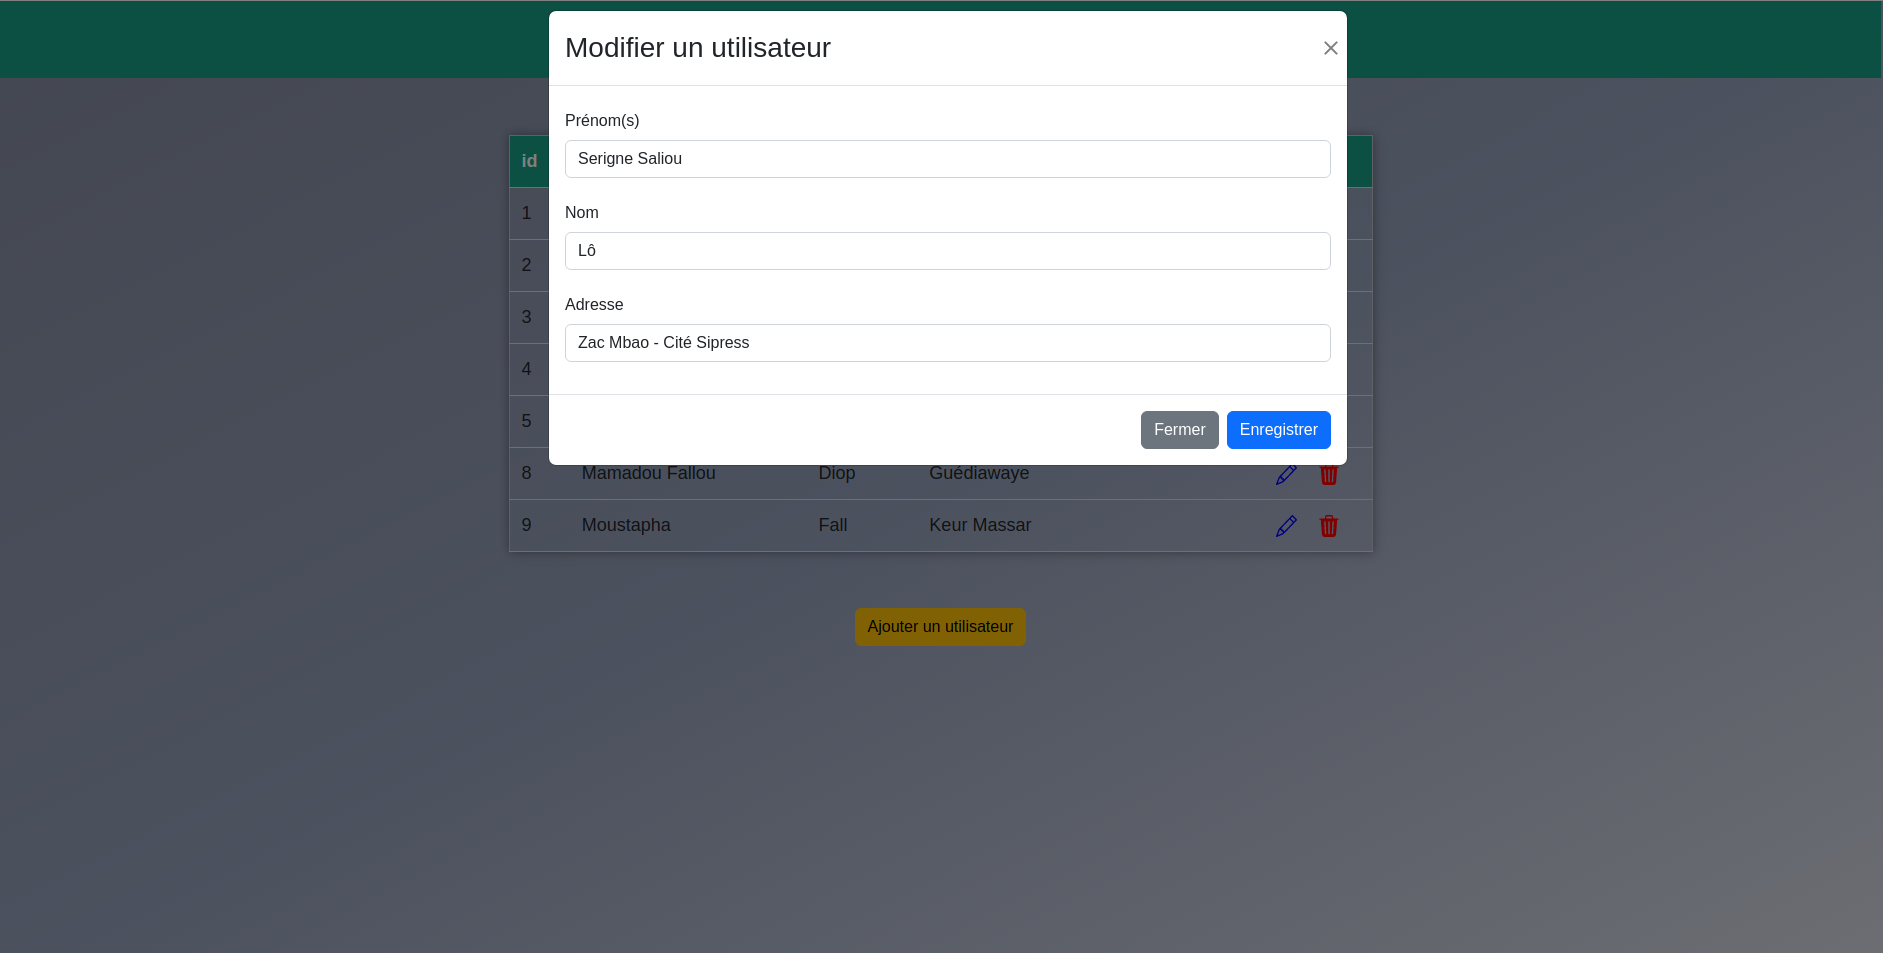 Modifier un utilisateur
Prénom(s)
id
Serigne Saliou
1
Nom
Lô
2
Adresse
3
Zac Mbao - Cité Sipress
4
5
Fermer Enregistrer
8 Mamadou Fallou Diop Guédiawaye
9 Moustapha Fall Keur Massar
Ajouter un utilisateur